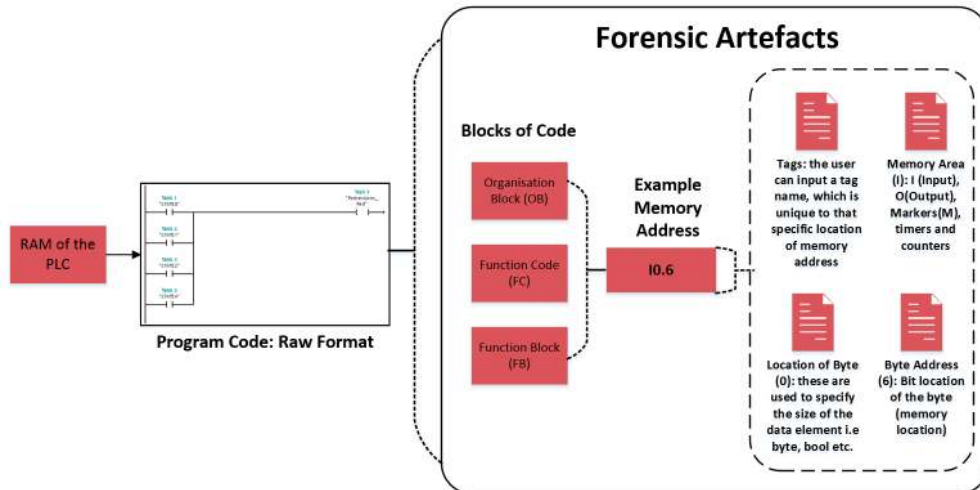 Forensic Artefacts
RAM of the
PLC
Program Code: Raw Format
Blocks of Code
Organisation
Block (OB)
Function Code
(FC)
Function Block
(FB)
Example
Memory
Address
I0.6
Tags: the user
can input a tag
name, which is
unique to that
specific location
of memory
address
Memory Area
(I): I (Input),
O(Output),
Markers(M),
timers and
counters
Location of Byte
(0): these are
used to specify
the size of the
data element i.e
byte, bool etc.
Byte Address
(6): Bit location
of the byte
(memory
location)